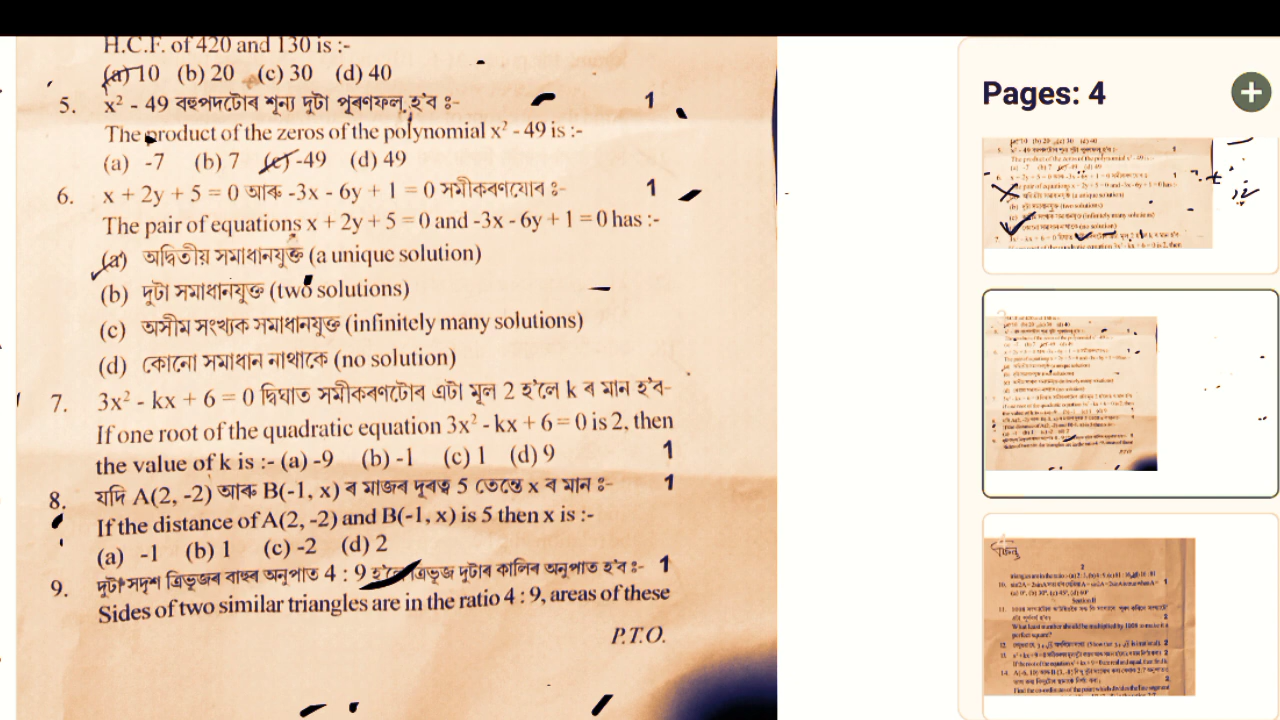 H.C.F. of 420 and 130 is :-
(a) 10 (b) 20 (c) 30 (d) 40
5. x² - 49 বহুপদটোৰ শূন্য দুটা পূৰণফল হ'ব ঃ- 1
The product of the zeros of the polynomial x² - 49 is :-
(a) -7 (b) 7 (c) -49 (d) 49
6. x + 2y + 5 = 0 আৰু -3x - 6y + 1 = 0 সমীকৰণযোৰ ঃ- 1
The pair of equations x + 2y + 5 = 0 and -3x - 6y + 1 = 0 has :-
(a) অদ্বিতীয় সমাধানযুক্ত (a unique solution)
(b) দুটা সমাধানযুক্ত (two solutions)
(c) অসীম সংখ্যক সমাধানযুক্ত (infinitely many solutions)
(d) কোনো সমাধান নাথাকে (no solution)
7. 3x² - kx + 6 = 0 দ্বিঘাত সমীকৰণটোৰ এটা মূল 2 হ'লে k ৰ মান হ'ব-
If one root of the quadratic equation 3x² - kx + 6 = 0 is 2, then
the value of k is :- (a) -9 (b) -1 (c) 1 (d) 9 1
8. যদি A(2, -2) আৰু B(-1, x) ৰ মাজৰ দূৰত্ব 5 তেন্তে x ৰ মান ঃ- 1
If the distance of A(2, -2) and B(-1, x) is 5 then x is :-
(a) -1 (b) 1 (c) -2 (d) 2
9. দুটা সদৃশ ত্ৰিভূজৰ বাহুৰ অনুপাত 4 : 9 হ'লে ত্ৰিভূজ দুটাৰ কালিৰ অনুপাত হ'ব ঃ- 1
Sides of two similar triangles are in the ratio 4 : 9, areas of these
P.T.O.
Pages: 4